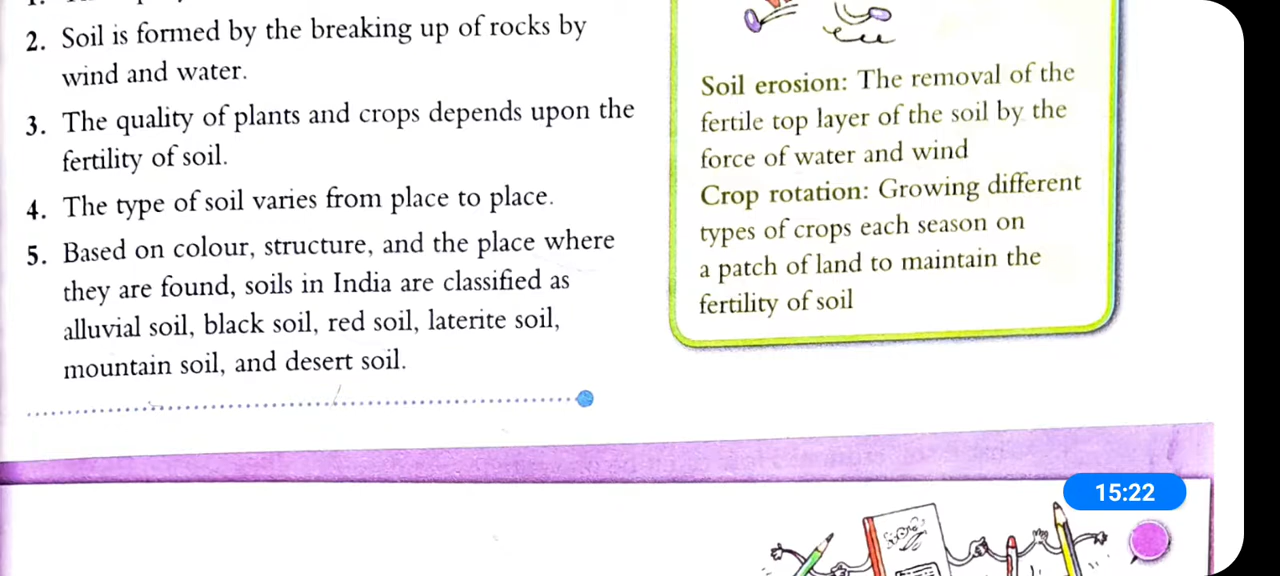 2. Soil is formed by the breaking up of rocks by
wind and water.
3. The quality of plants and crops depends upon the
fertility of soil.
4. The type of soil varies from place to place.
5. Based on colour, structure, and the place where
they are found, soils in India are classified as
alluvial soil, black soil, red soil, laterite soil,
mountain soil, and desert soil.
Soil erosion: The removal of the
fertile top layer of the soil by the
force of water and wind
Crop rotation: Growing different
types of crops each season on
a patch of land to maintain the
fertility of soil
15:22